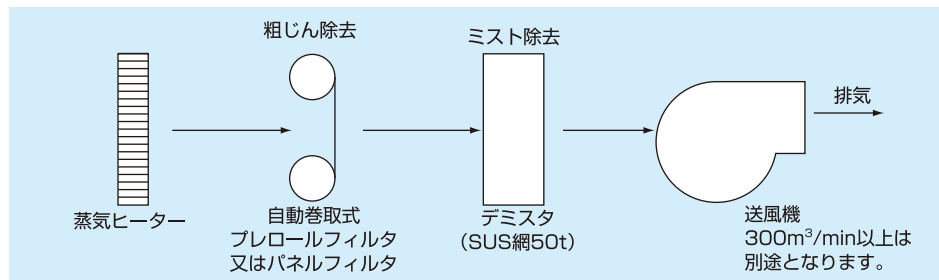 粗じん除去
ミスト除去
排気
蒸気ヒーター
自動巻取式
プレロールフィルタ
又はパネルフィルタ
デミスタ
(SUS網50t)
送風機
300m³/min以上は
別途となります。